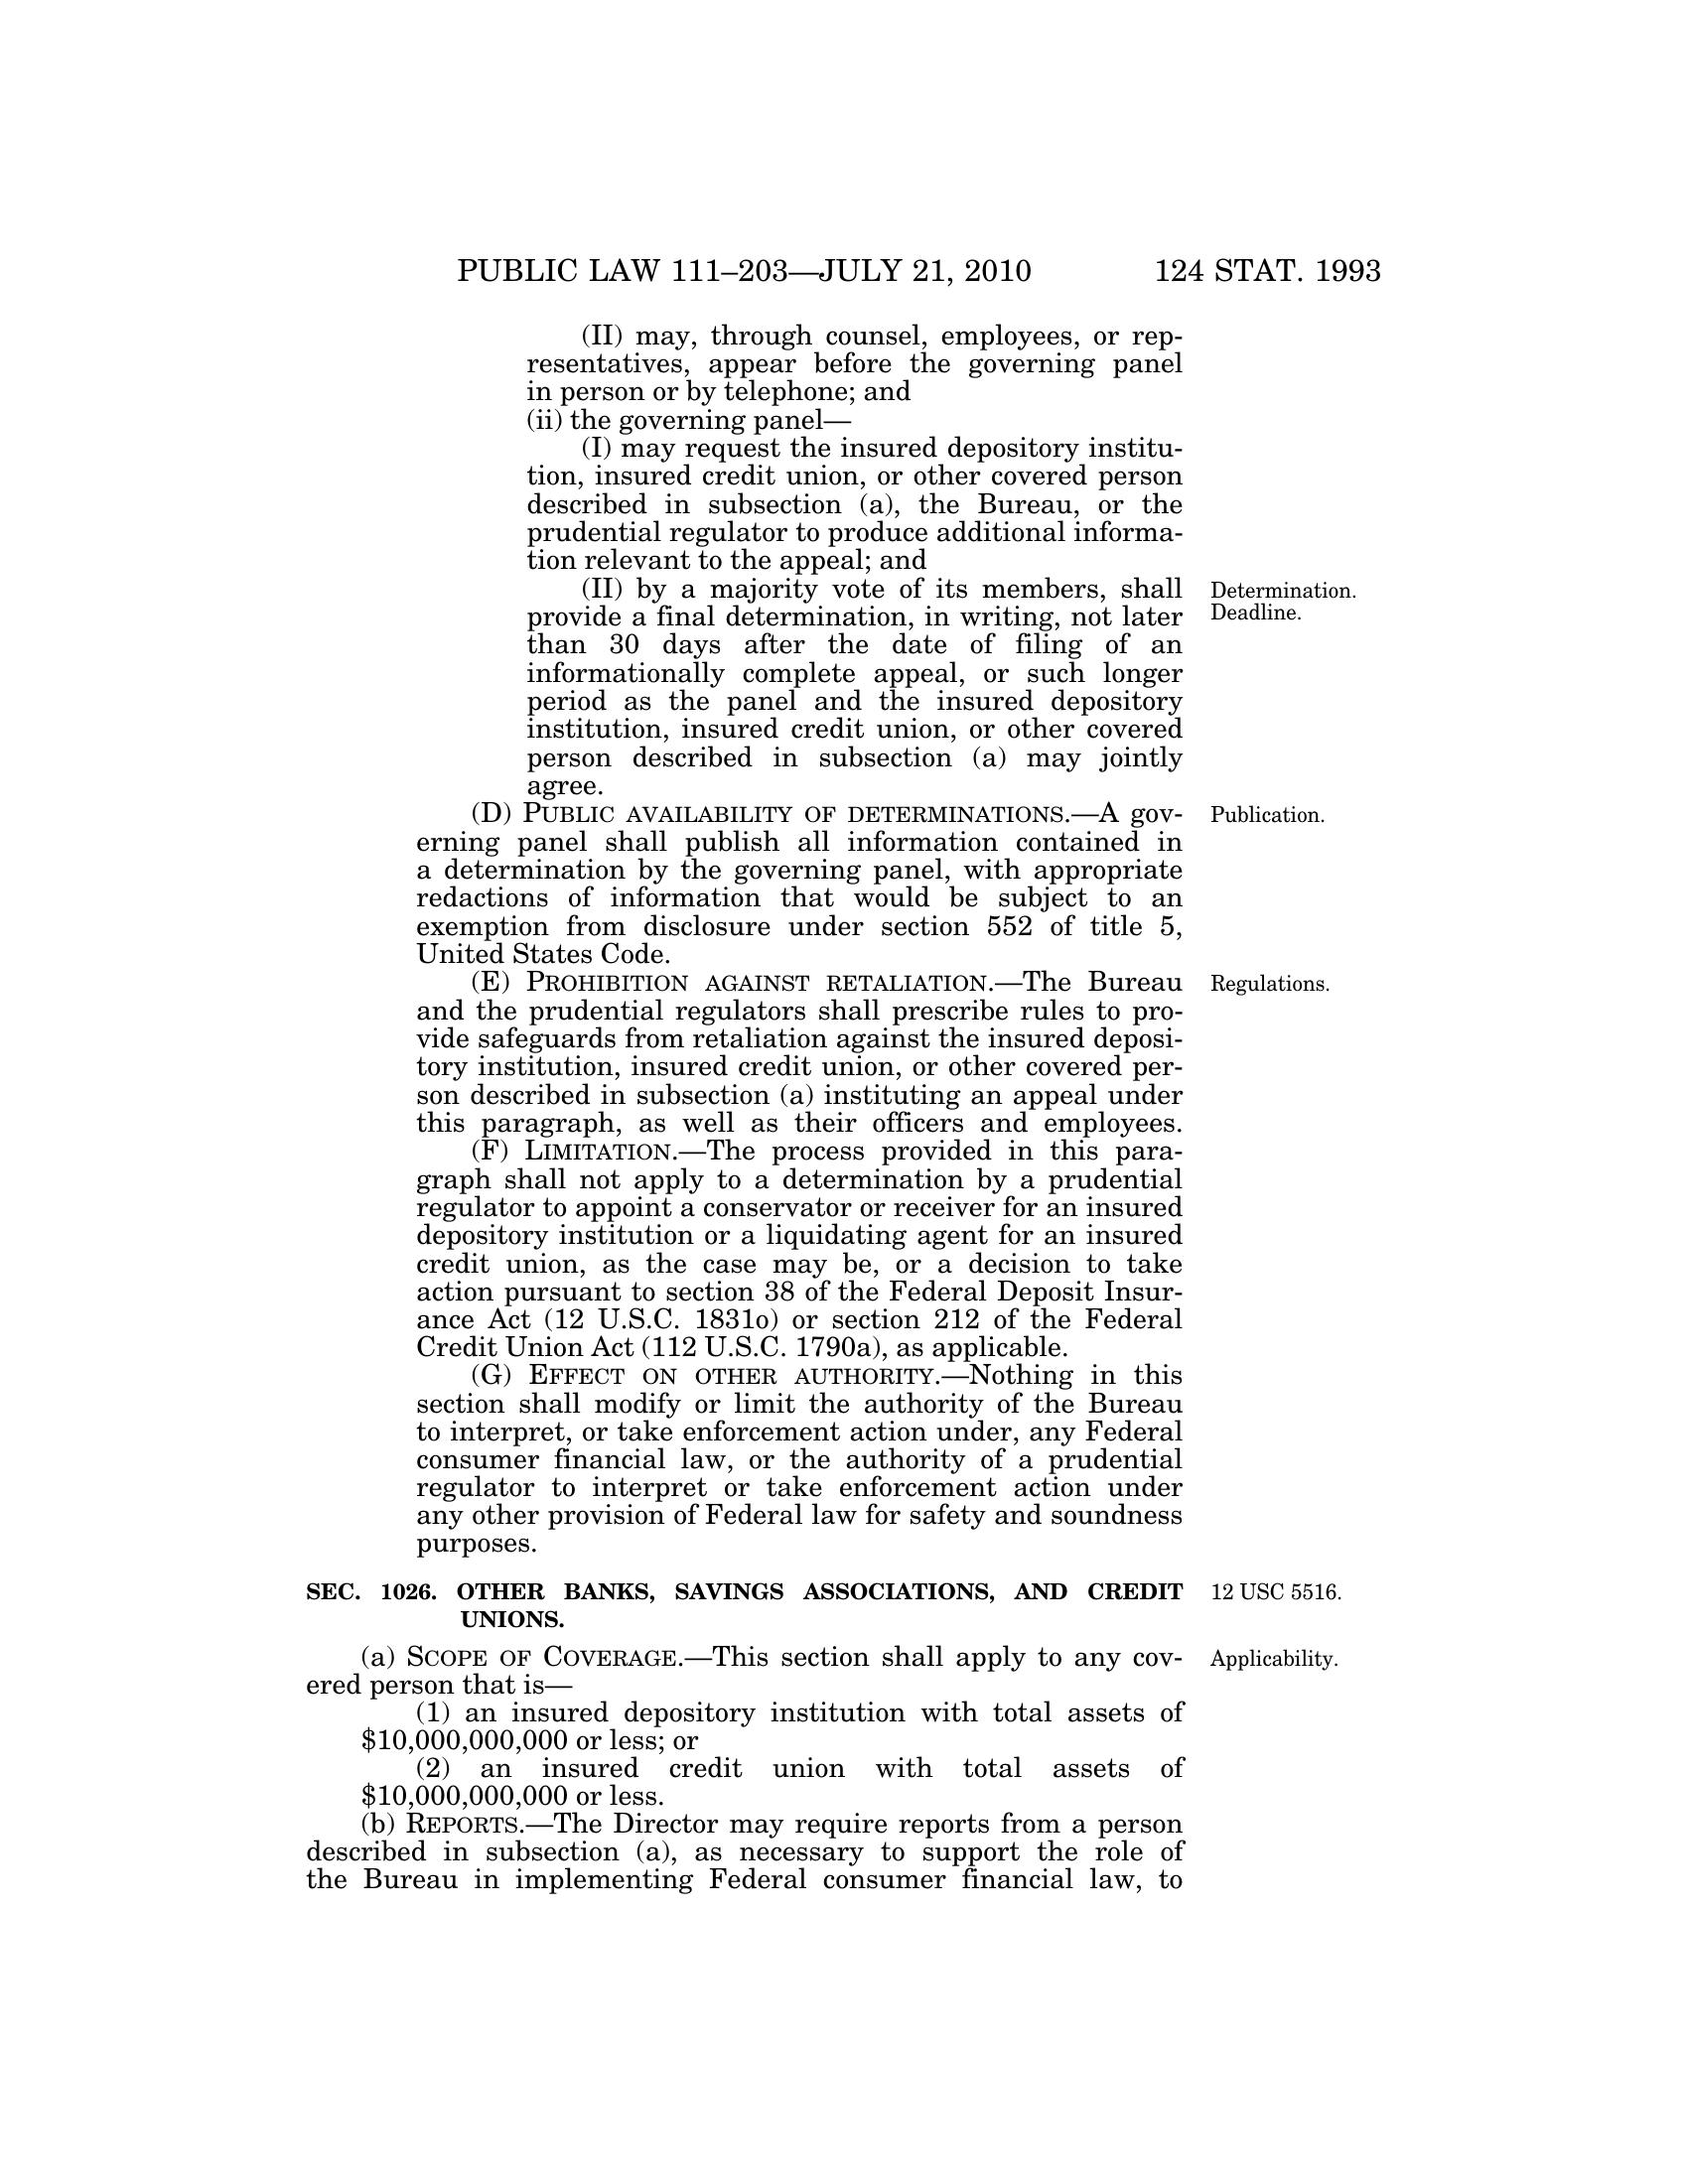 PUBLIC LAW 111–203—JULY 21, 2010 124 STAT. 1993
(II) may, through counsel, employees, or rep-
resentatives, appear before the governing panel
in person or by telephone; and
(ii) the governing panel—
(I) may request the insured depository institu-
tion, insured credit union, or other covered person
described in subsection (a), the Bureau, or the
prudential regulator to produce additional informa-
tion relevant to the appeal; and
(II) by a majority vote of its members, shall
provide a final determination, in writing, not later
than 30 days after the date of filing of an
informationally complete appeal, or such longer
period as the panel and the insured depository
institution, insured credit union, or other covered
person described in subsection (a) may jointly
agree.
Determination.
Deadline.
(D) PUBLIC AVAILABILITY OF DETERMINATIONS.—A gov-
erning panel shall publish all information contained in
a determination by the governing panel, with appropriate
redactions of information that would be subject to an
exemption from disclosure under section 552 of title 5,
United States Code.
Publication.
(E) PROHIBITION AGAINST RETALIATION.—The Bureau
and the prudential regulators shall prescribe rules to pro-
vide safeguards from retaliation against the insured deposi-
tory institution, insured credit union, or other covered per-
son described in subsection (a) instituting an appeal under
this paragraph, as well as their officers and employees.
Regulations.
(F) LIMITATION.—The process provided in this para-
graph shall not apply to a determination by a prudential
regulator to appoint a conservator or receiver for an insured
depository institution or a liquidating agent for an insured
credit union, as the case may be, or a decision to take
action pursuant to section 38 of the Federal Deposit Insur-
ance Act (12 U.S.C. 1831o) or section 212 of the Federal
Credit Union Act (112 U.S.C. 1790a), as applicable.
(G) EFFECT ON OTHER AUTHORITY.—Nothing in this
section shall modify or limit the authority of the Bureau
to interpret, or take enforcement action under, any Federal
consumer financial law, or the authority of a prudential
regulator to interpret or take enforcement action under
any other provision of Federal law for safety and soundness
purposes.
SEC. 1026. OTHER BANKS, SAVINGS ASSOCIATIONS, AND CREDIT
UNIONS.
12 USC 5516.
(a) SCOPE OF COVERAGE.—This section shall apply to any cov-
ered person that is—
Applicability.
(1) an insured depository institution with total assets of
$10,000,000,000 or less; or
(2) an insured credit union with total assets of
$10,000,000,000 or less.
(b) REPORTS.—The Director may require reports from a person
described in subsection (a), as necessary to support the role of
the Bureau in implementing Federal consumer financial law, to